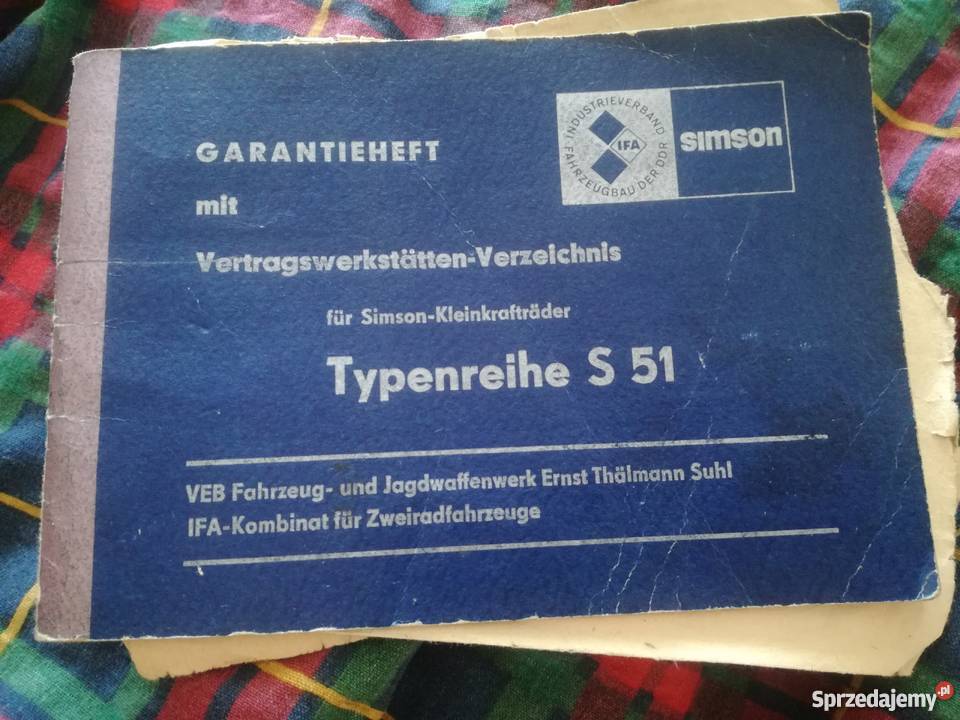 GARANTIEHEFT
mit
Vertragswerkstätten-Verzeichnis
für Simson-Kleinkrafträder
Typenreihe S 51
INDUSTRIEVERBAND
FAHRZEUGBAU DER DDR
IFA
simson
VEB Fahrzeug- und Jagdwaffenwerk Ernst Thälmann Suhl
IFA-Kombinat für Zweiradfahrzeuge
Sprzedajemy.pl